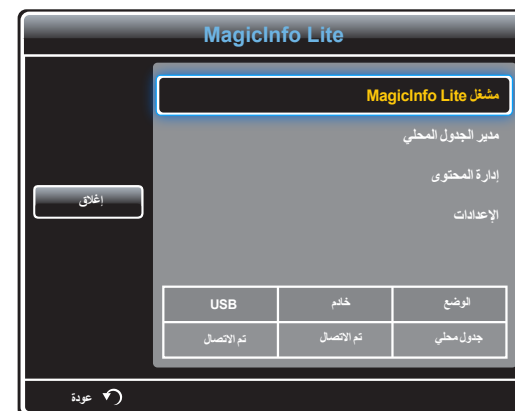 MagicInfo Lite
مشغل MagicInfo Lite
مدير الجدول المحلي
إدارة المحتوى
الإعدادات
إغلاق
الوضع خادم USB
جدول محلي تم الاتصال تم الاتصال
عودة